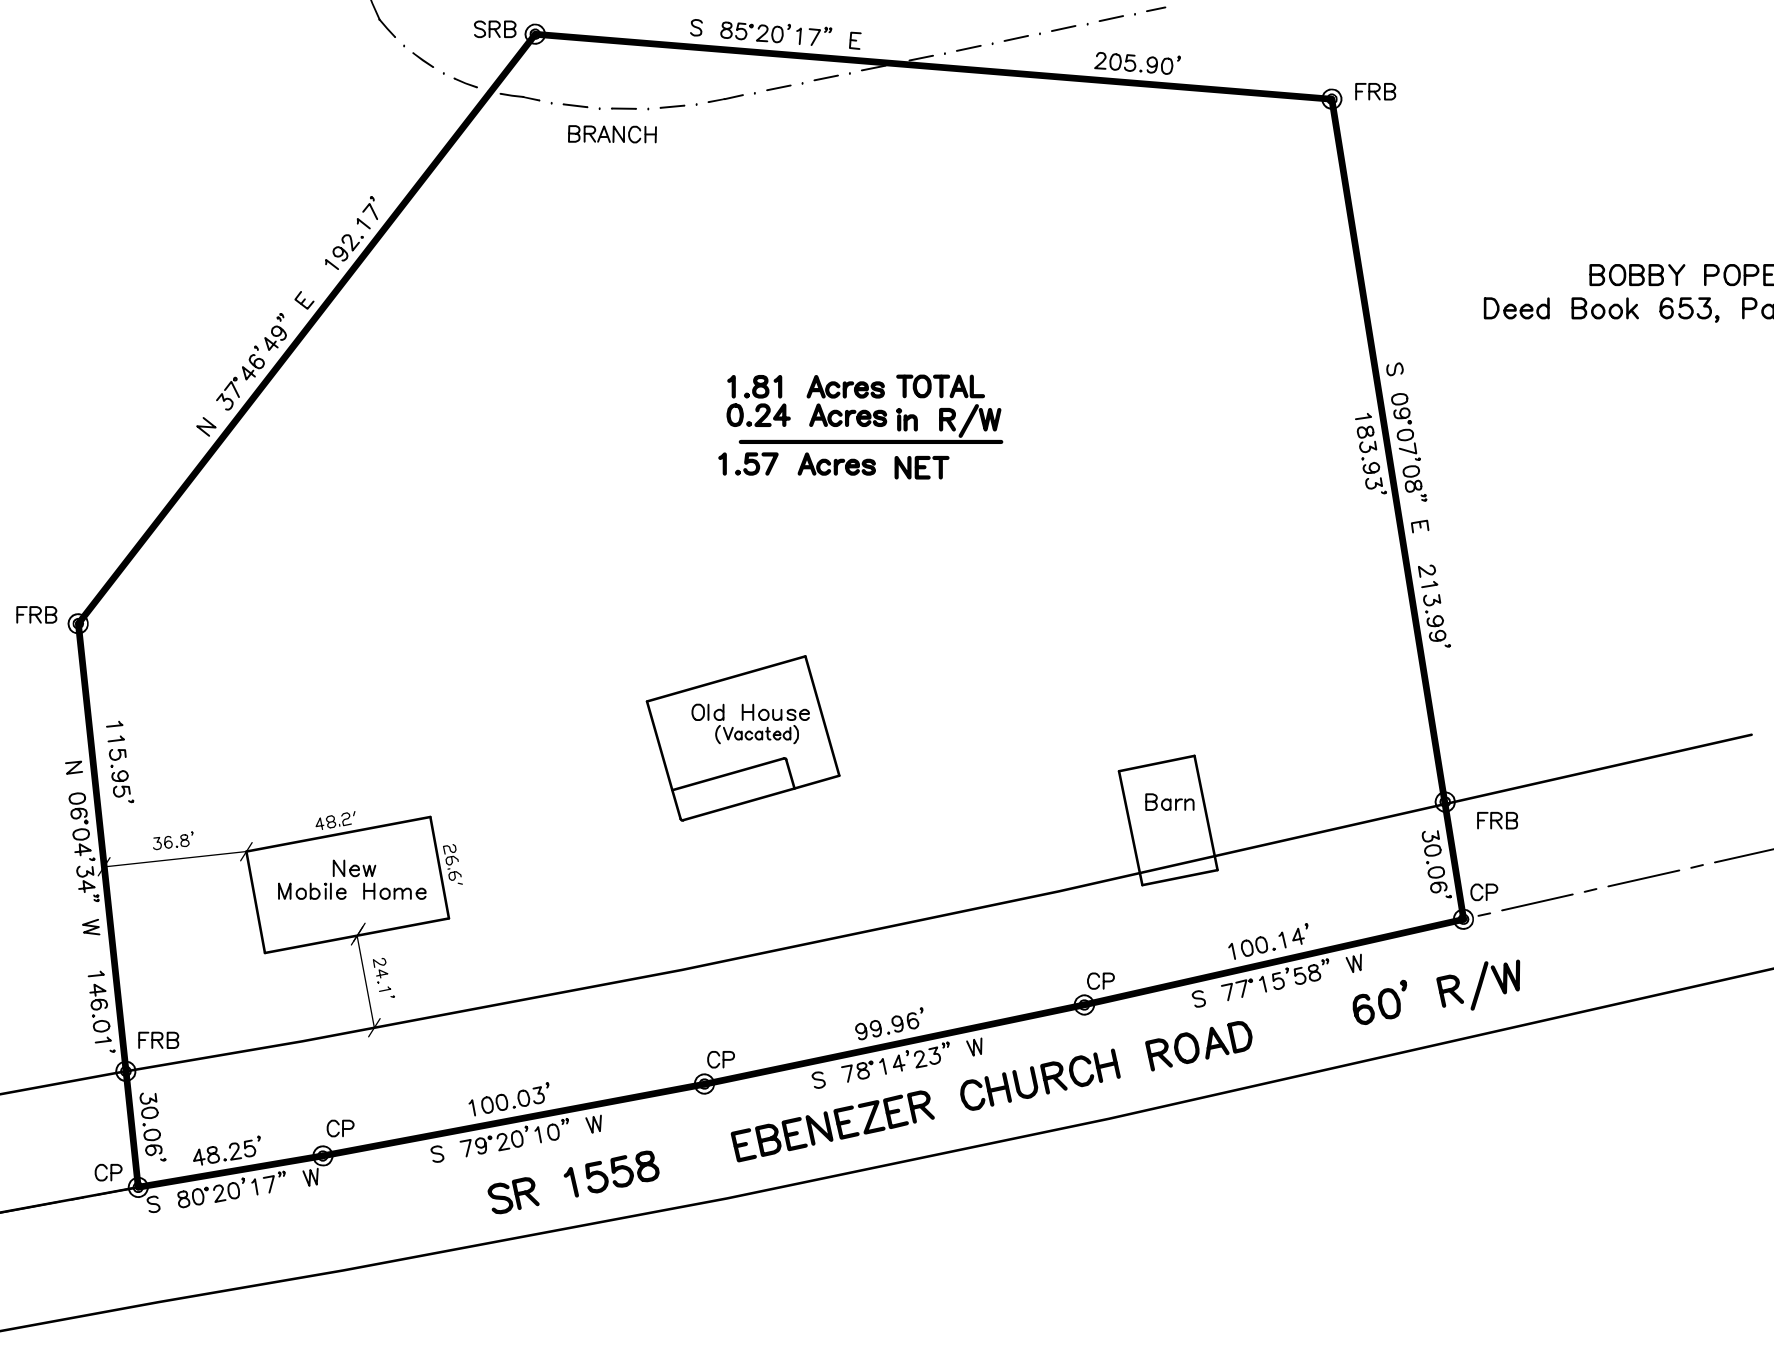 SRB
S 85°20'17" E
205.90'
FRB
BRANCH
N 37°46'49" E 192.17'
BOBBY POPE
Deed Book 653, Pa
1.81 Acres TOTAL
0.24 Acres in R/W
1.57 Acres NET
S 09°07'08" E 213.99'
183.93'
FRB
115.95'
N 06°04'34" W 146.01'
Old House
(Vacated)
Barn
FRB
30.06'
CP
36.8'
48.2'
26.6'
New
Mobile Home
24.1'
FRB
30.06'
CP
48.25'
S 80°20'17" W
CP
100.03'
S 79°20'10" W
CP
99.96'
S 78°14'23" W
CP
100.14'
S 77°15'58" W
SR 1558 EBENEZER CHURCH ROAD 60' R/W